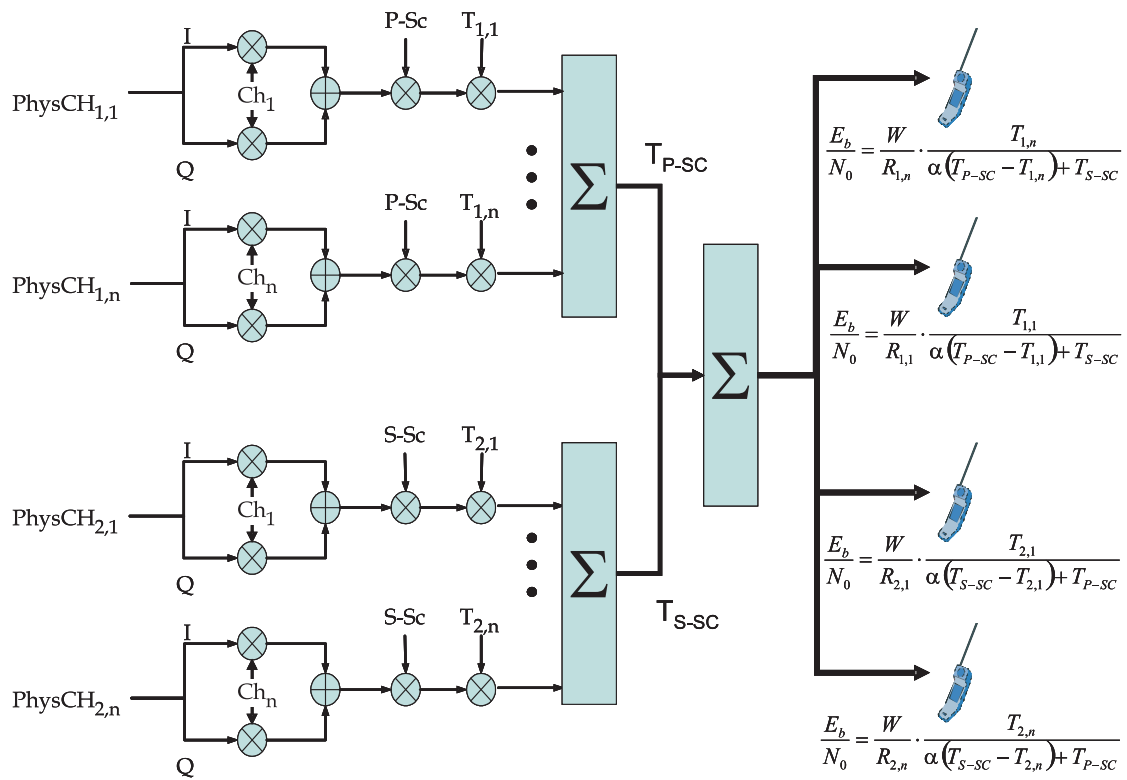 I
PhysCH1,1
Ch1
Q
P-Sc
T1,1
I
PhysCH1,n
Chn
Q
P-Sc
T1,n
Σ
TP-SC
I
PhysCH2,1
Ch1
Q
S-Sc
T2,1
I
PhysCH2,n
Chn
Q
S-Sc
T2,n
Σ
TS-SC
Σ
Eb/N0 = W/R1,n · T1,n/α(TP-SC − T1,n) + TS-SC
Eb/N0 = W/R1,1 · T1,1/α(TP-SC − T1,1) + TS-SC
Eb/N0 = W/R2,1 · T2,1/α(TS-SC − T2,1) + TP-SC
Eb/N0 = W/R2,n · T2,n/α(TS-SC − T2,n) + TP-SC